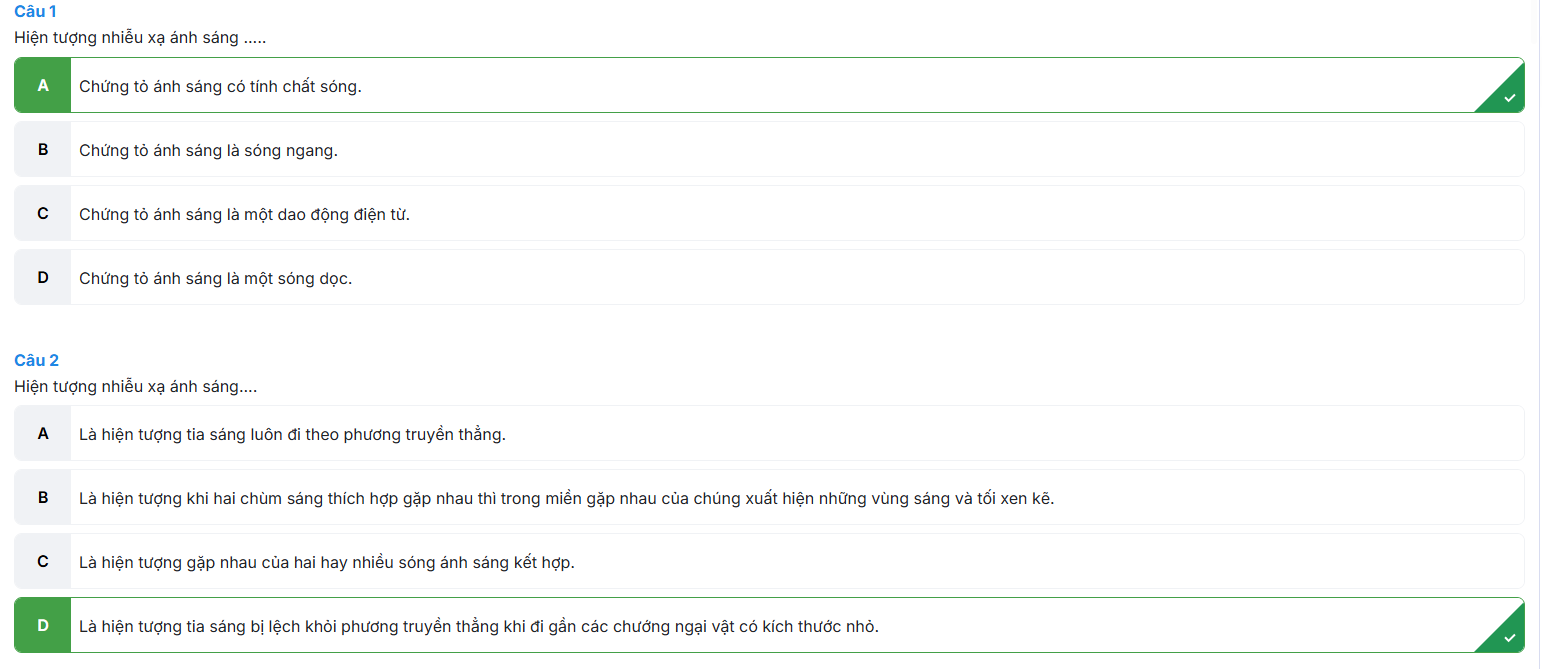 Câu 1
Hiện tượng nhiễu xạ ánh sáng .....
A Chứng tỏ ánh sáng có tính chất sóng.
B Chứng tỏ ánh sáng là sóng ngang.
C Chứng tỏ ánh sáng là một dao động điện từ.
D Chứng tỏ ánh sáng là một sóng dọc.
Câu 2
Hiện tượng nhiễu xạ ánh sáng....
A Là hiện tượng tia sáng luôn đi theo phương truyền thẳng.
B Là hiện tượng khi hai chùm sáng thích hợp gặp nhau thì trong miền gặp nhau của chúng xuất hiện những vùng sáng và tối xen kẽ.
C Là hiện tượng gặp nhau của hai hay nhiều sóng ánh sáng kết hợp.
D Là hiện tượng tia sáng bị lệch khỏi phương truyền thẳng khi đi gần các chướng ngại vật có kích thước nhỏ.